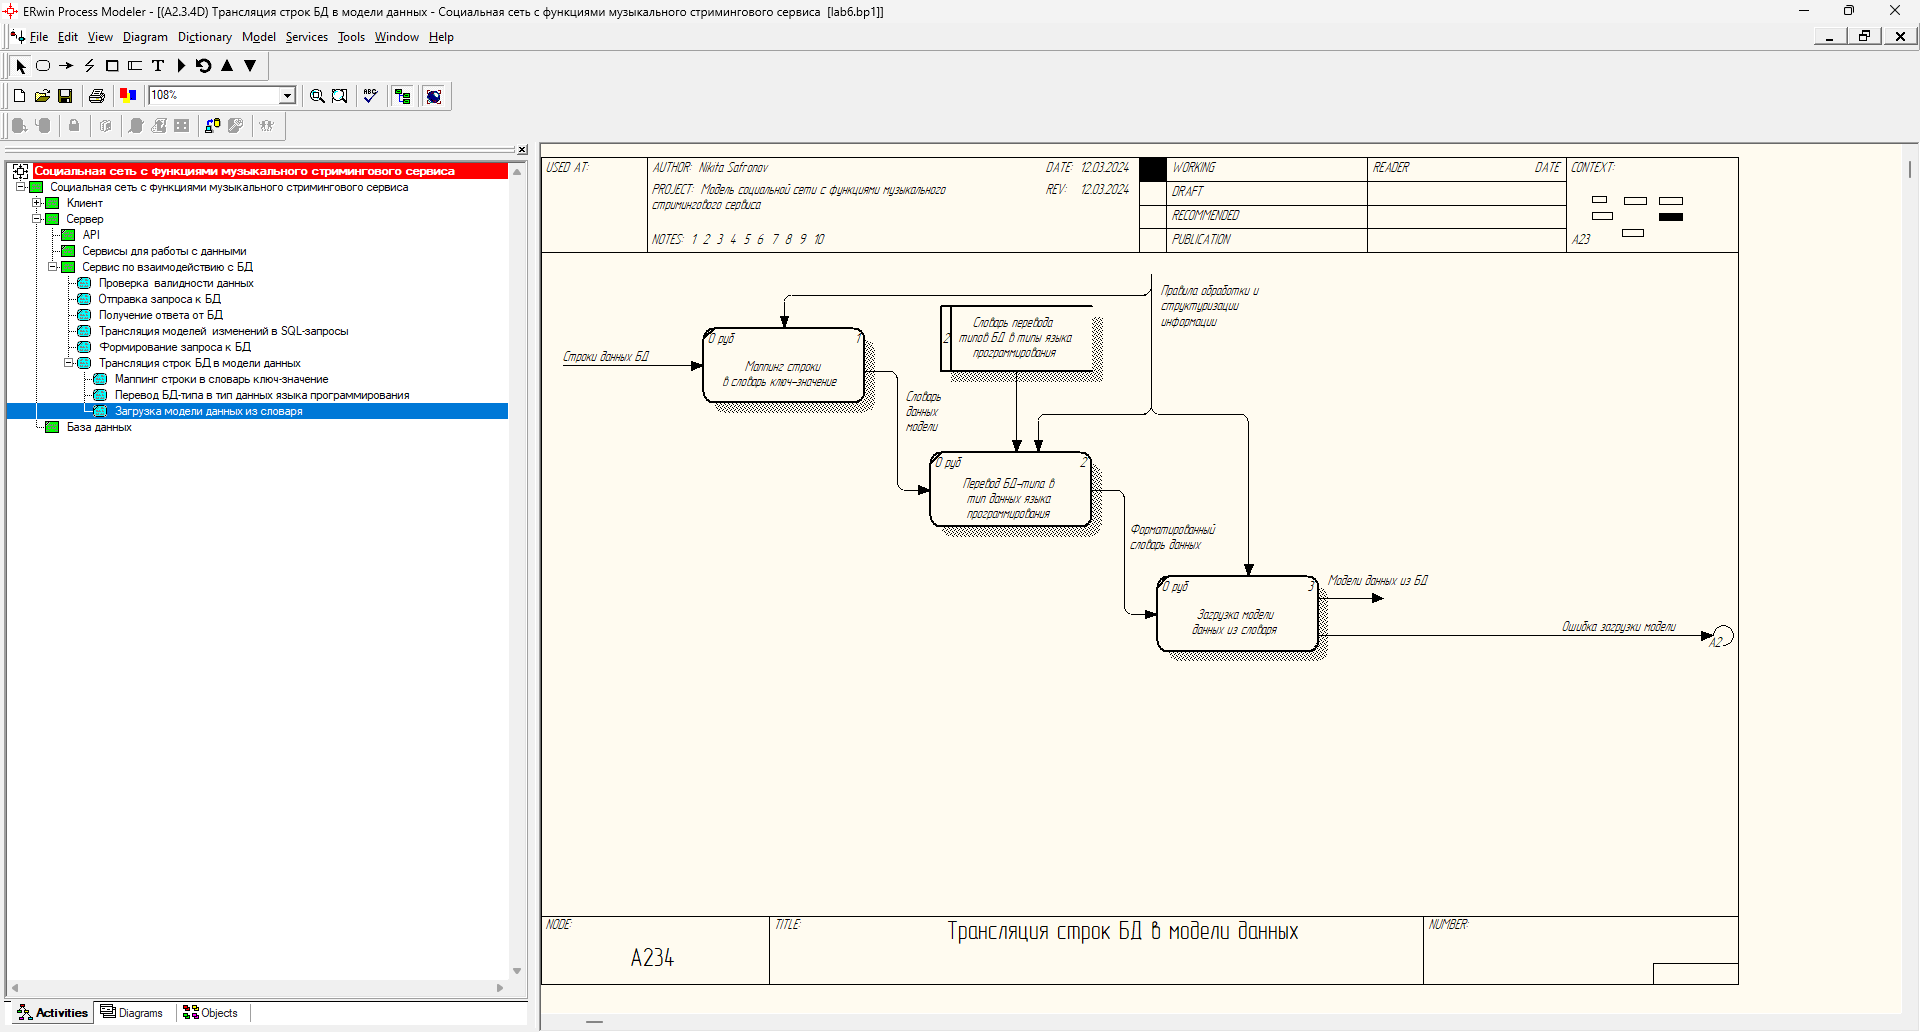 ERwin Process Modeler - [(A2.3.4D) Трансляция строк БД в модели данных - Социальная сеть с функциями музыкального стримингового сервиса  [lab6.bp1]]
File Edit View Diagram Dictionary Model Services Tools Window Help
108%
ABC
Социальная сеть с функциями музыкального стримингового сервиса
Социальная сеть с функциями музыкального стримингового сервиса
Клиент
Сервер
API
Сервисы для работы с данными
Сервис по взаимодействию с БД
Проверка  валидности данных
Отправка запроса к БД
Получение ответа от БД
Трансляция моделей  изменений в SQL-запросы
Формирование запроса к БД
Трансляция строк БД в модели данных
Маппинг строки в словарь ключ-значение
Перевод БД-типа в тип данных языка программирования
Загрузка модели данных из словаря
База данных
Activities Diagrams Objects
USED AT:
AUTHOR: Nikita Safronov
DATE: 12.03.2024
PROJECT: Модель социальной сети с функциями музыкального
стримингового сервиса
REV: 12.03.2024
NOTES: 1 2 3 4 5 6 7 8 9 10
WORKING
DRAFT
RECOMMENDED
PUBLICATION
READER DATE
CONTEXT:
A23
Правила обработки и
структуризации
информации
Строки данных БД
0 руб 1
Маппинг строки
в словарь ключ-значение
2
Словарь перевода
типов БД в типы языка
программирования
Словарь
данных
модели
0 руб 2
Перевод БД-типа в
тип данных языка
программирования
Форматированный
словарь данных
0 руб 3
Загрузка модели
данных из словаря
Модели данных из БД
Ошибка загрузки модели
A2
NODE:
A234
TITLE:
Трансляция строк БД в модели данных
NUMBER: